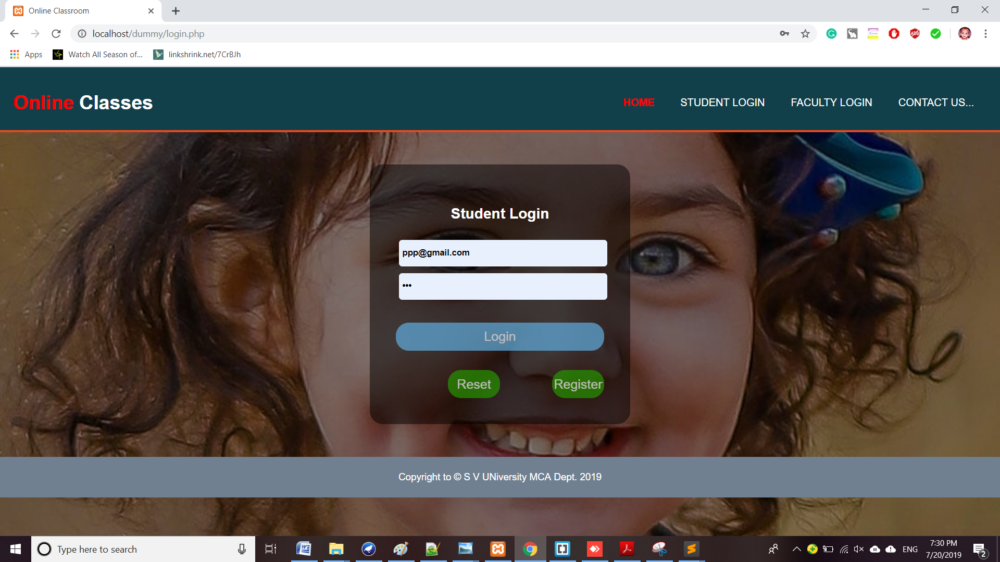 Online Classroom
localhost/dummy/login.php
Apps
Watch All Season of...
linkshrink.net/7CrBJh
Online Classes
HOME
STUDENT LOGIN
FACULTY LOGIN
CONTACT US...
Student Login
ppp@gmail.com
•••
Login
Reset
Register
Copyright to © S V UNiversity MCA Dept. 2019
Type here to search
ENG
7:30 PM
7/20/2019
2